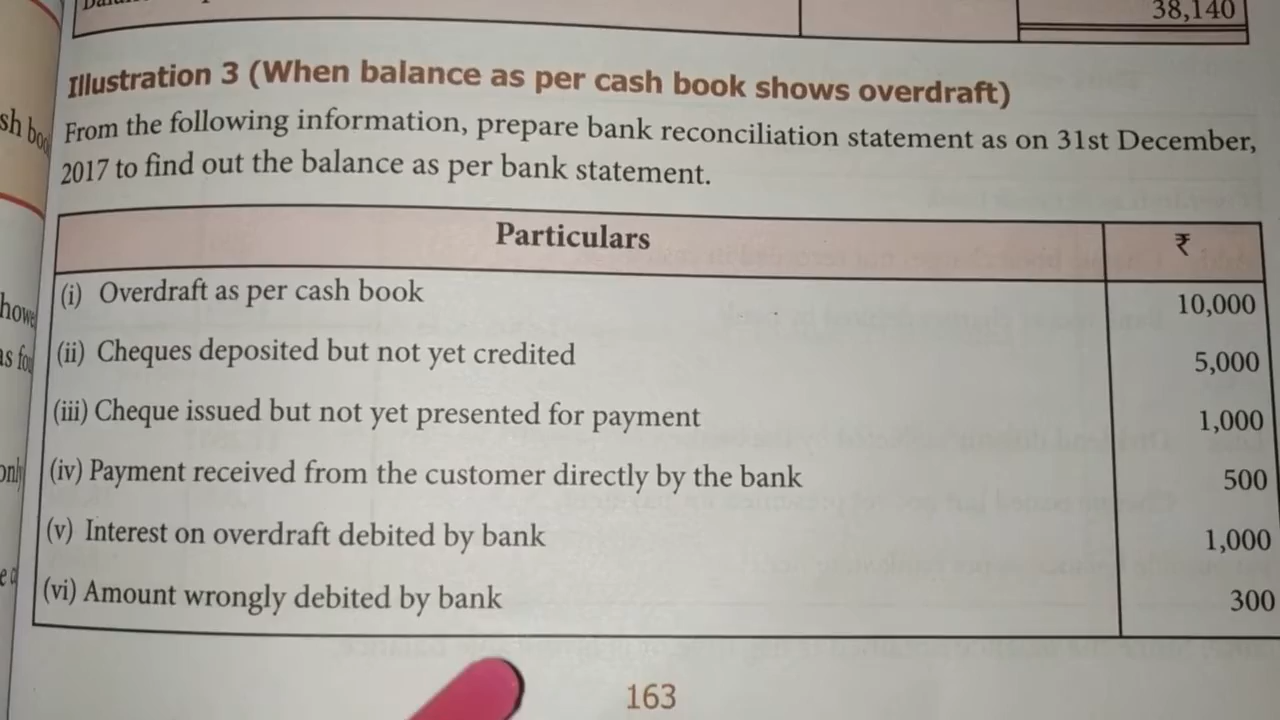 38,140
Illustration 3 (When balance as per cash book shows overdraft)
From the following information, prepare bank reconciliation statement as on 31st December,
2017 to find out the balance as per bank statement.
Particulars ₹
(i) Overdraft as per cash book 10,000
(ii) Cheques deposited but not yet credited 5,000
(iii) Cheque issued but not yet presented for payment 1,000
(iv) Payment received from the customer directly by the bank 500
(v) Interest on overdraft debited by bank 1,000
(vi) Amount wrongly debited by bank 300
163